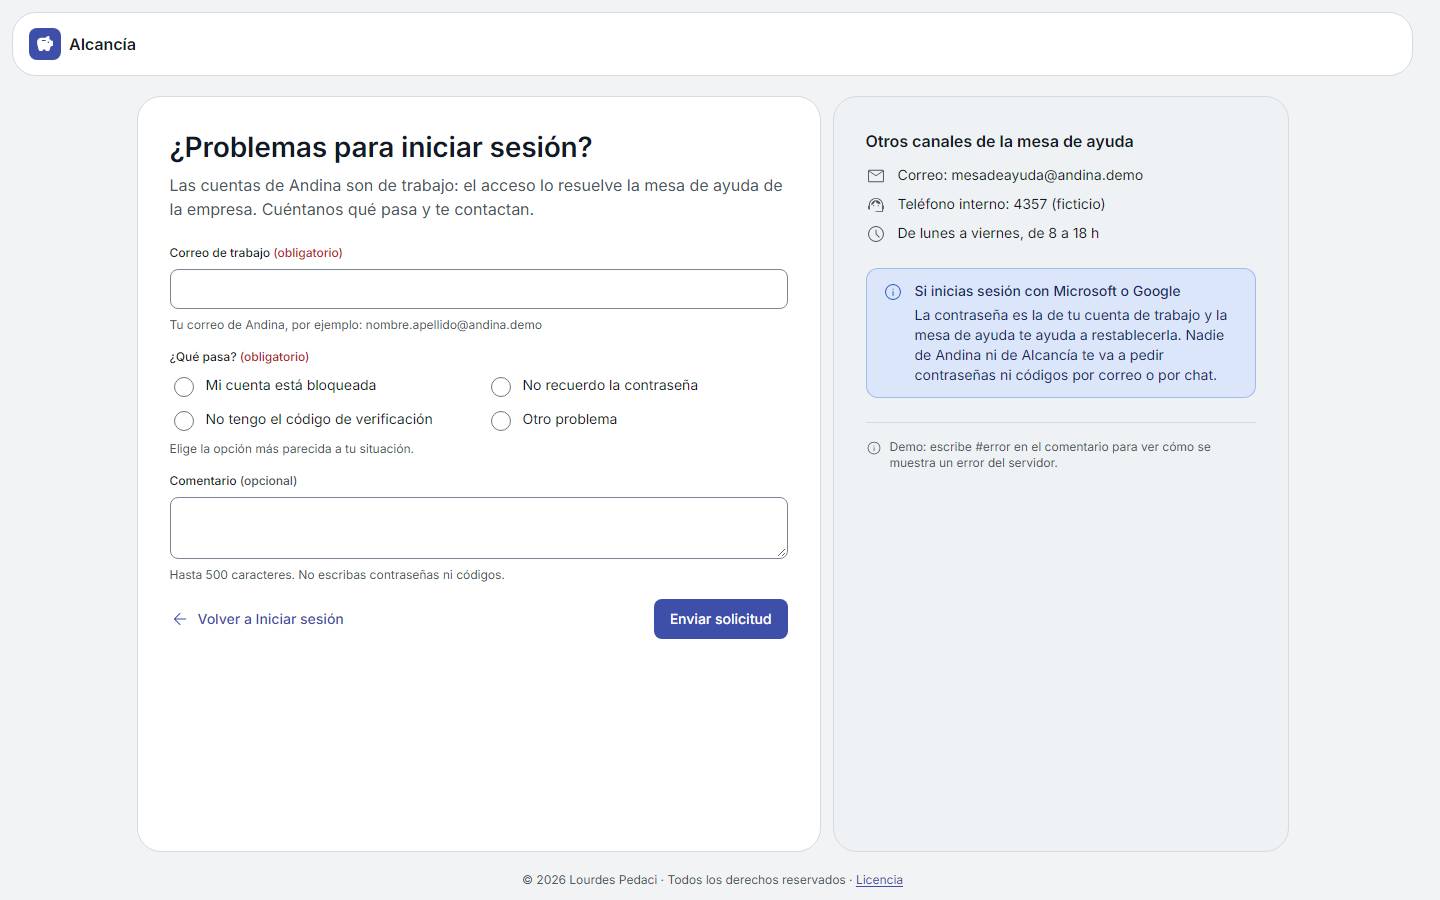 Alcancía
¿Problemas para iniciar sesión?
Las cuentas de Andina son de trabajo: el acceso lo resuelve la mesa de ayuda de
la empresa. Cuéntanos qué pasa y te contactan.
Correo de trabajo (obligatorio)
Tu correo de Andina, por ejemplo: nombre.apellido@andina.demo
¿Qué pasa? (obligatorio)
Mi cuenta está bloqueada
No recuerdo la contraseña
No tengo el código de verificación
Otro problema
Elige la opción más parecida a tu situación.
Comentario (opcional)
Hasta 500 caracteres. No escribas contraseñas ni códigos.
Volver a Iniciar sesión
Enviar solicitud
Otros canales de la mesa de ayuda
Correo: mesadeayuda@andina.demo
Teléfono interno: 4357 (ficticio)
De lunes a viernes, de 8 a 18 h
Si inicias sesión con Microsoft o Google
La contraseña es la de tu cuenta de trabajo y la
mesa de ayuda te ayuda a restablecerla. Nadie
de Andina ni de Alcancía te va a pedir
contraseñas ni códigos por correo o por chat.
Demo: escribe #error en el comentario para ver cómo se
muestra un error del servidor.
© 2026 Lourdes Pedaci · Todos los derechos reservados · Licencia